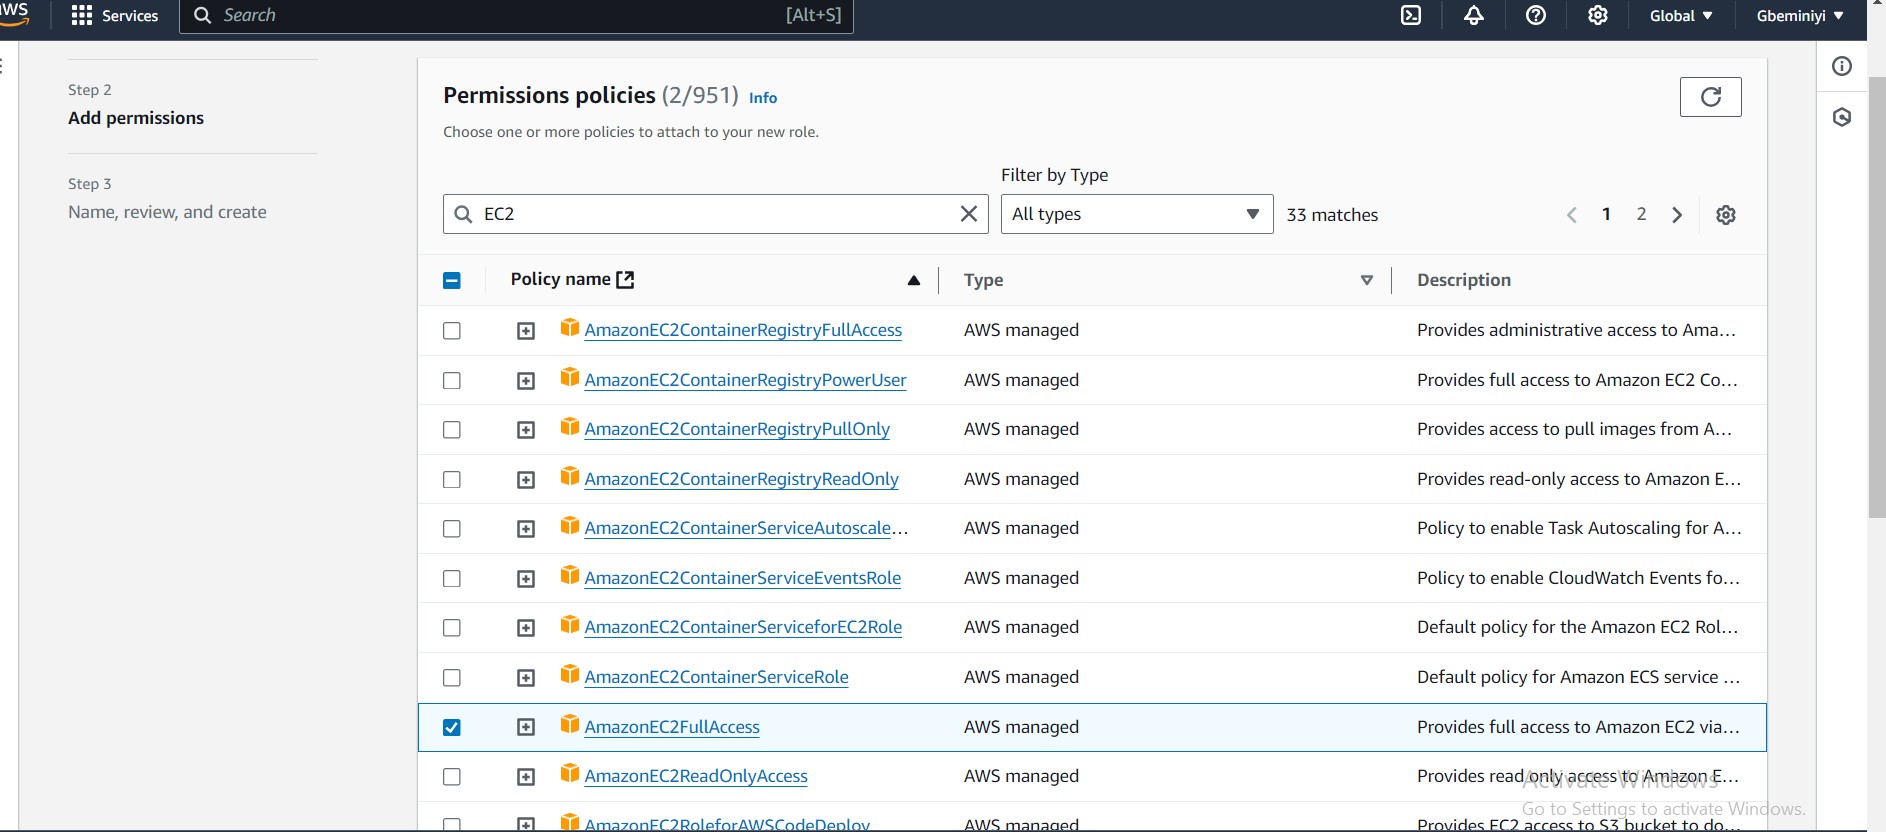 aws
Services
Search
[Alt+S]
Global
Gbeminiyi
Step 2
Add permissions
Step 3
Name, review, and create
Permissions policies (2/951) Info
Choose one or more policies to attach to your new role.
Filter by Type
EC2
All types
33 matches
1 2
Policy name
Type
Description
AmazonEC2ContainerRegistryFullAccess AWS managed Provides administrative access to Ama...
AmazonEC2ContainerRegistryPowerUser AWS managed Provides full access to Amazon EC2 Co...
AmazonEC2ContainerRegistryPullOnly AWS managed Provides access to pull images from A...
AmazonEC2ContainerRegistryReadOnly AWS managed Provides read-only access to Amazon E...
AmazonEC2ContainerServiceAutoscale... AWS managed Policy to enable Task Autoscaling for A...
AmazonEC2ContainerServiceEventsRole AWS managed Policy to enable CloudWatch Events fo...
AmazonEC2ContainerServiceforEC2Role AWS managed Default policy for the Amazon EC2 Rol...
AmazonEC2ContainerServiceRole AWS managed Default policy for Amazon ECS service ...
AmazonEC2FullAccess AWS managed Provides full access to Amazon EC2 via...
AmazonEC2ReadOnlyAccess AWS managed Provides read only access to Amazon E...
Activate Windows
Go to Settings to activate Windows.
AmazonEC2RoleforAWSCodeDeploy AWS managed Provides EC2 access to S3 bucket to do...